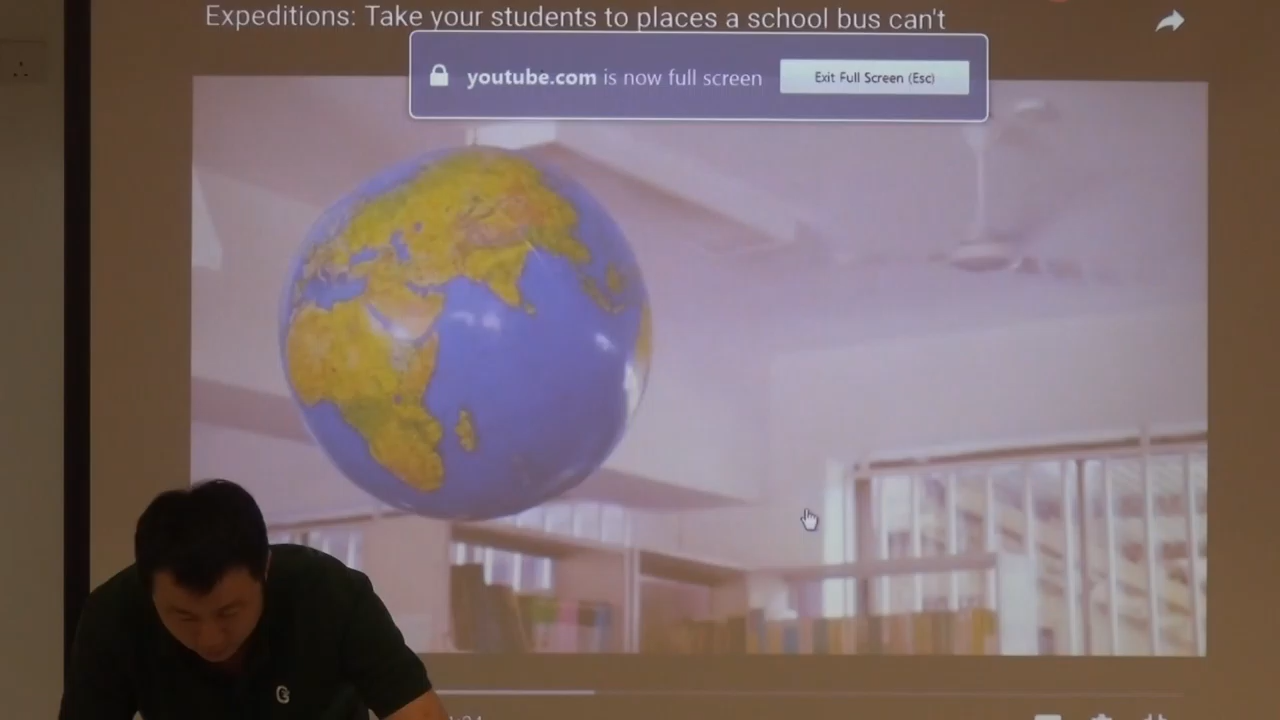 Expeditions: Take your students to places a school bus can't
youtube.com is now full screen
Exit Full Screen (Esc)